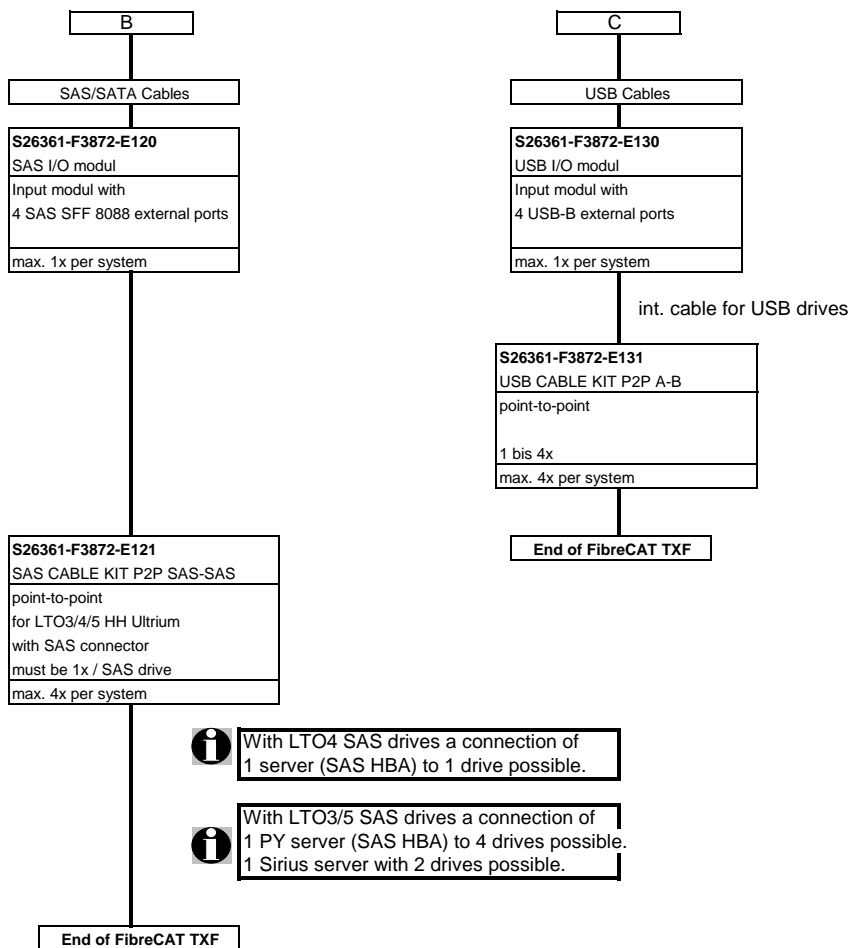 B
SAS/SATA Cables
S26361-F3872-E120
SAS I/O modul
Input modul with
4 SAS SFF 8088 external ports
max. 1x per system
S26361-F3872-E121
SAS CABLE KIT P2P SAS-SAS
point-to-point
for LTO3/4/5 HH Ultrium
with SAS connector
must be 1x / SAS drive
max. 4x per system
With LTO4 SAS drives a connection of
1 server (SAS HBA) to 1 drive possible.
With LTO3/5 SAS drives a connection of
1 PY server (SAS HBA) to 4 drives possible.
1 Sirius server with 2 drives possible.
End of FibreCAT TXF
C
USB Cables
S26361-F3872-E130
USB I/O modul
Input modul with
4 USB-B external ports
max. 1x per system
int. cable for USB drives
S26361-F3872-E131
USB CABLE KIT P2P A-B
point-to-point
1 bis 4x
max. 4x per system
End of FibreCAT TXF